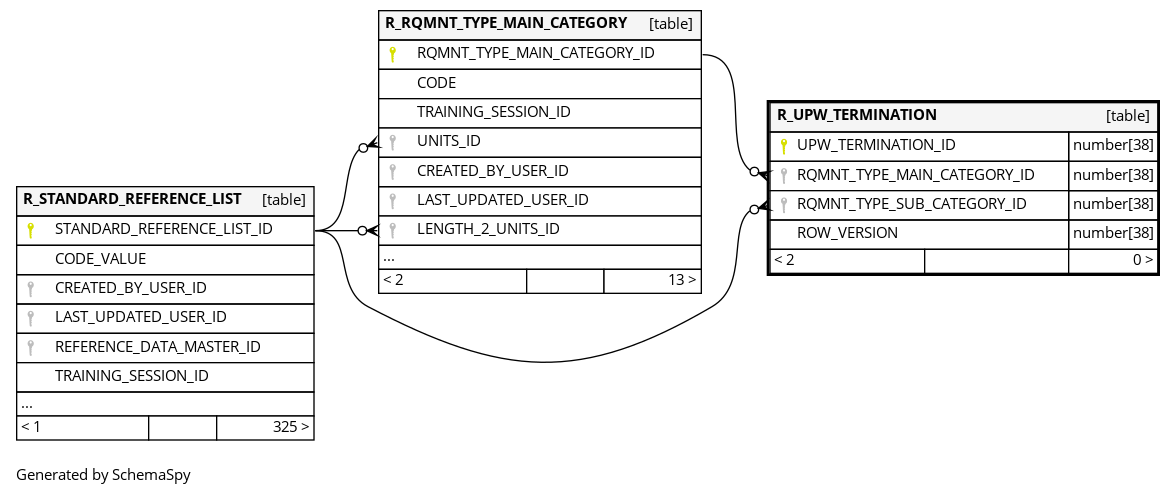 R_RQMNT_TYPE_MAIN_CATEGORY [table]
RQMNT_TYPE_MAIN_CATEGORY_ID
CODE
TRAINING_SESSION_ID
UNITS_ID
CREATED_BY_USER_ID
LAST_UPDATED_USER_ID
LENGTH_2_UNITS_ID
...
< 2 13 >
R_UPW_TERMINATION [table]
UPW_TERMINATION_ID number[38]
RQMNT_TYPE_MAIN_CATEGORY_ID number[38]
RQMNT_TYPE_SUB_CATEGORY_ID number[38]
ROW_VERSION number[38]
< 2 0 >
R_STANDARD_REFERENCE_LIST [table]
STANDARD_REFERENCE_LIST_ID
CODE_VALUE
CREATED_BY_USER_ID
LAST_UPDATED_USER_ID
REFERENCE_DATA_MASTER_ID
TRAINING_SESSION_ID
...
< 1 325 >
Generated by SchemaSpy